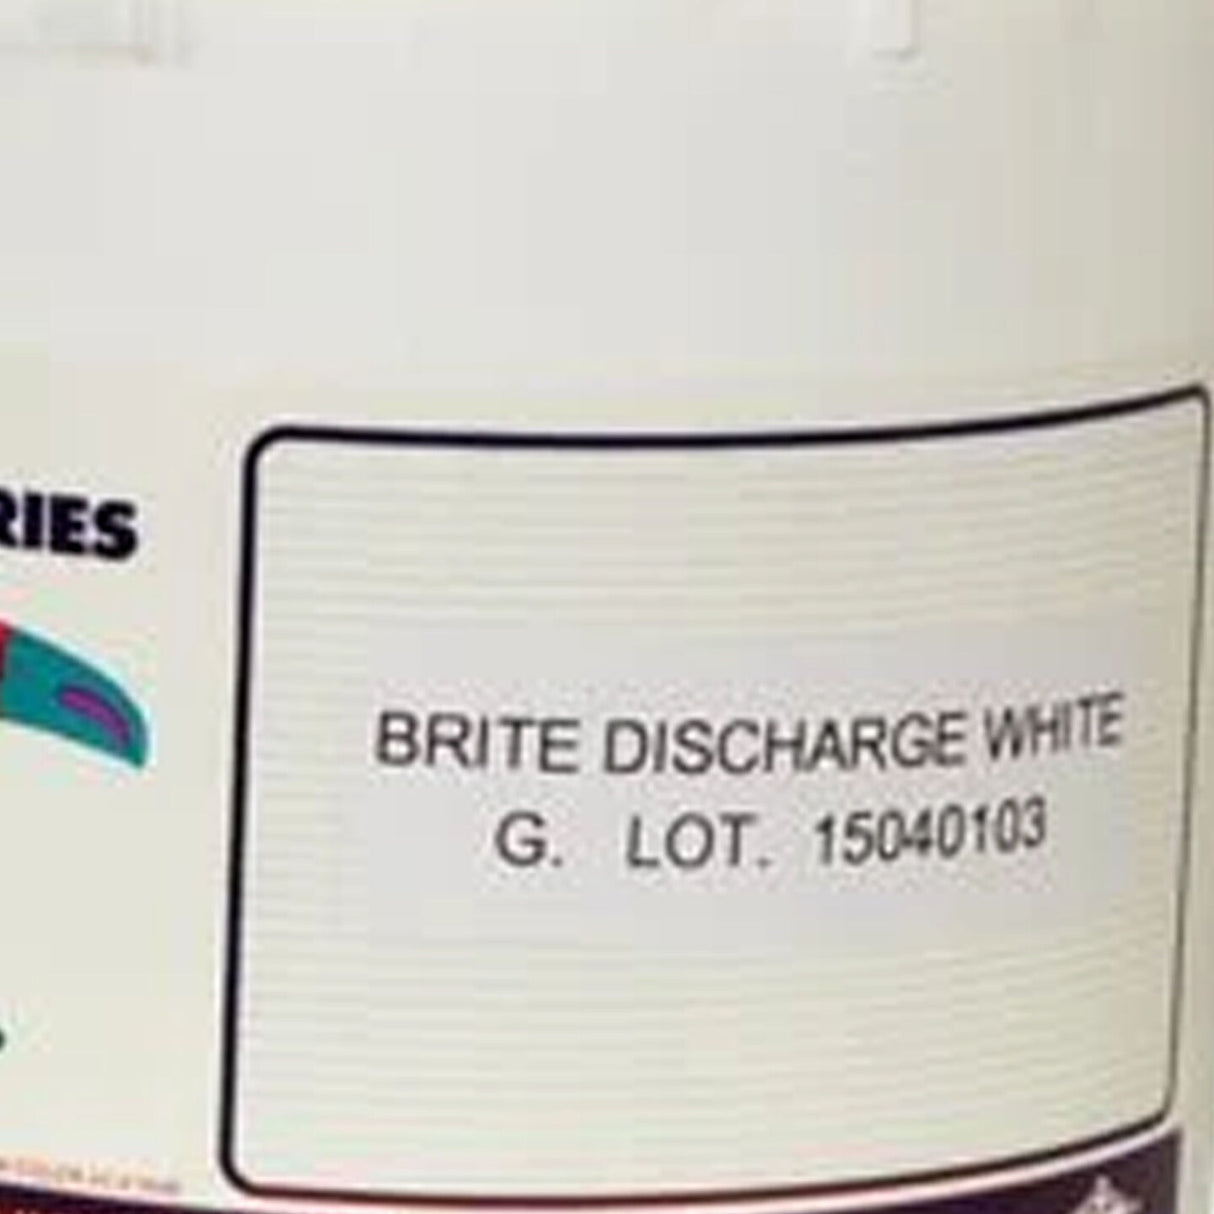 RIES
BRITE DISCHARGE WHITE
G. LOT. 15040103